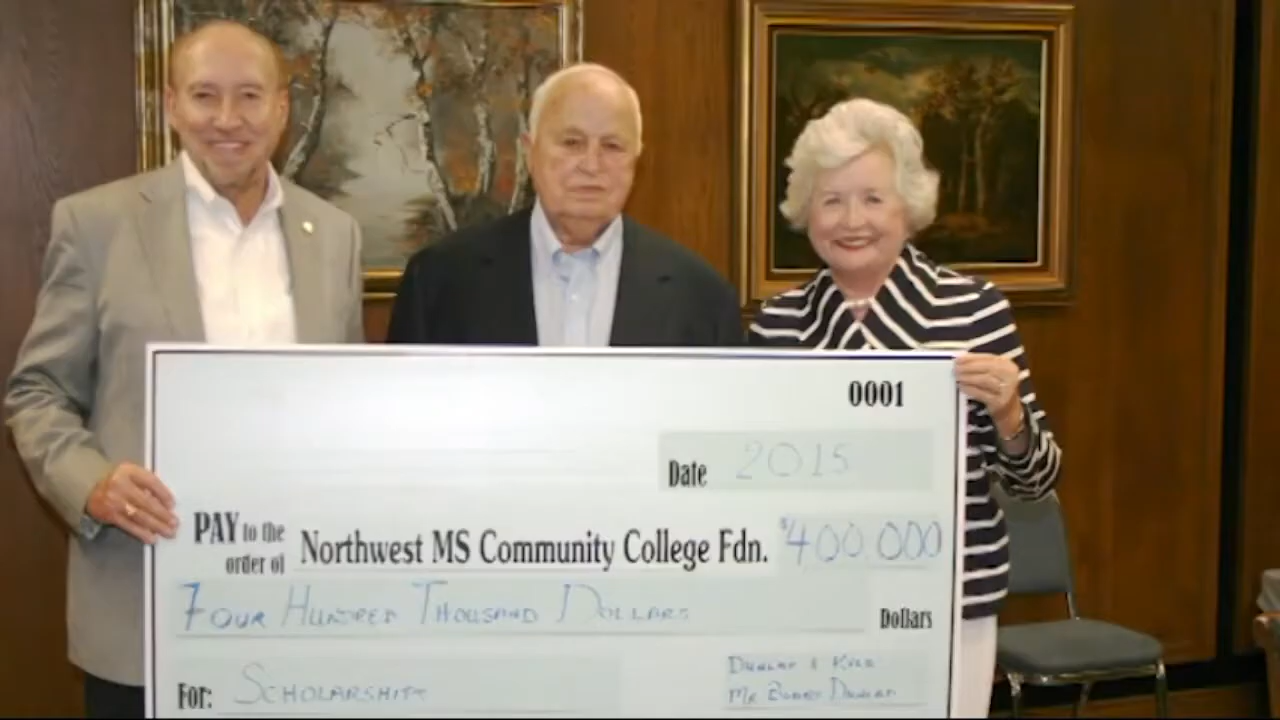 0001
Date 2015
PAY to the
order of Northwest MS Community College Fdn. $400 000
Four Hundred Thousand Dollars Dollars
For: Scholarships
Dunlap & Kyle
Mr Bobby Dunlap